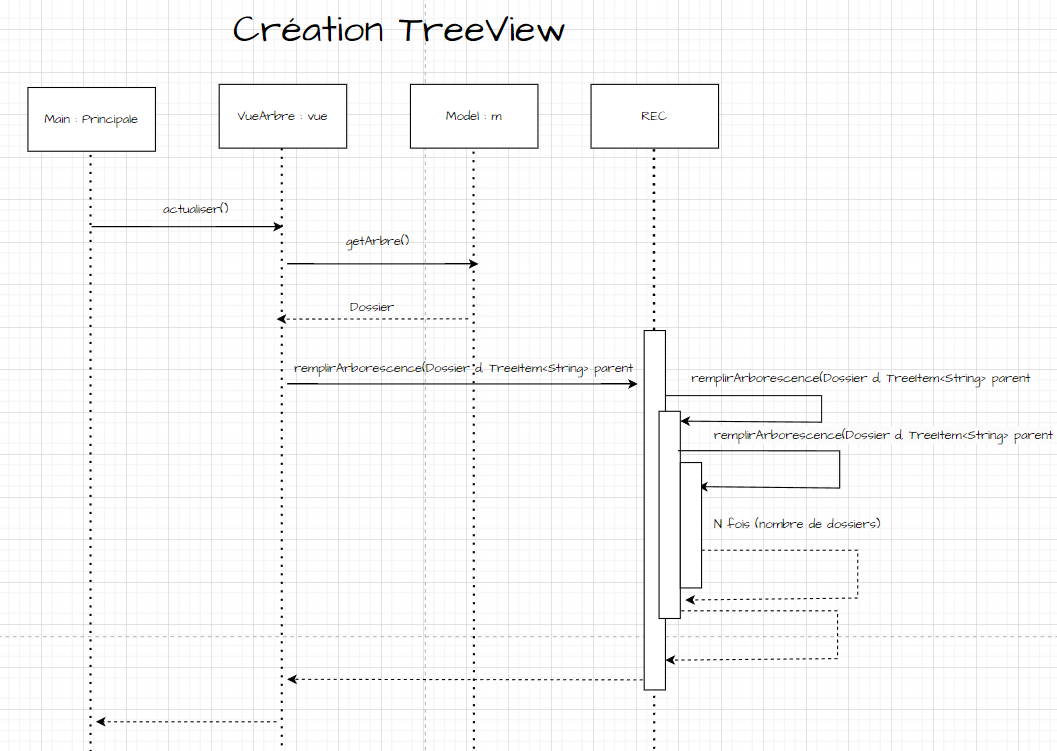 Création TreeView
Main : Principale
VueArbre : vue
Model : m
REC
actualiser()
getArbre()
Dossier
remplirArborescence(Dossier d, TreeItem<String> parent
remplirArborescence(Dossier d, TreeItem<String> parent
remplirArborescence(Dossier d, TreeItem<String> parent
N fois (nombre de dossiers)